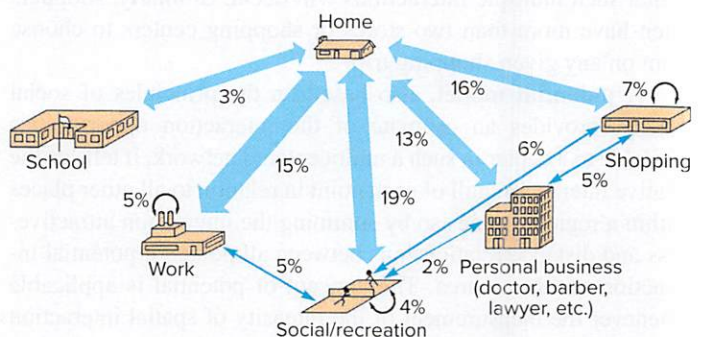 Home
3%
16%
7%
School
15%
13%
6%
Shopping
5%
5%
19%
Work
5%
2%
Personal business
(doctor, barber,
lawyer, etc.)
4%
Social/recreation